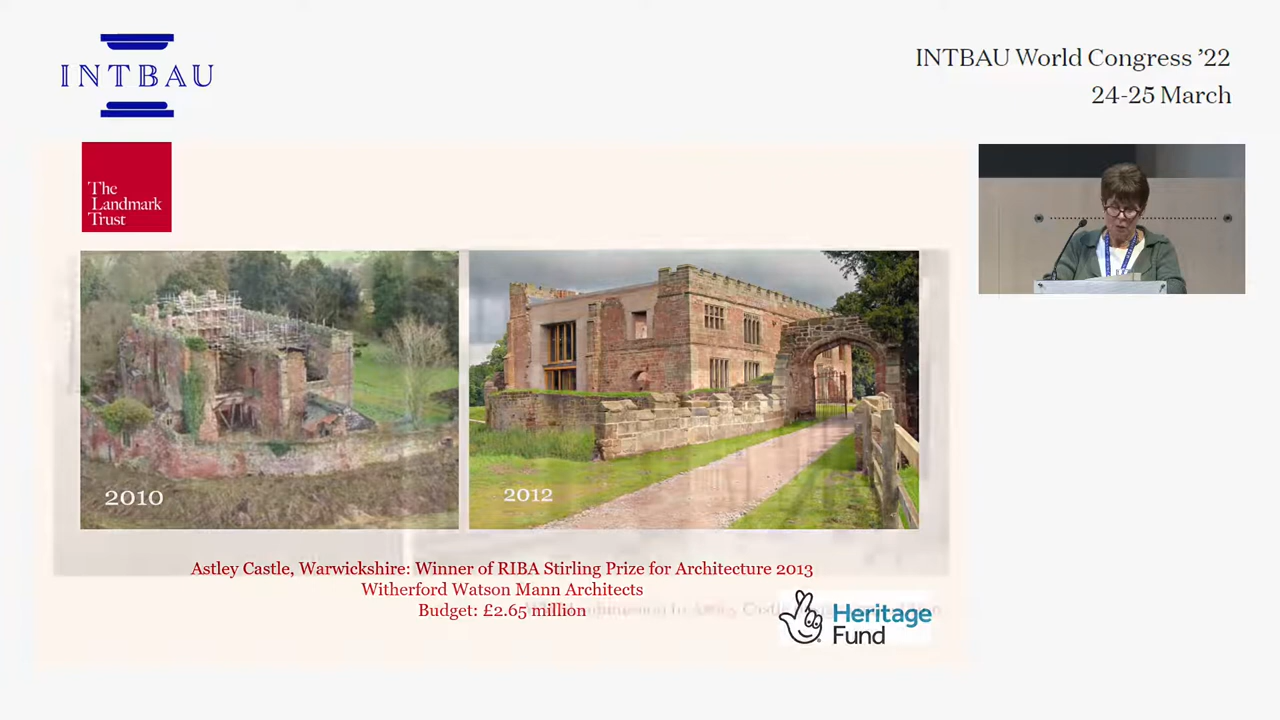 INTBAU
INTBAU World Congress ’22
24-25 March
The
Landmark
Trust
2010
2012
Astley Castle, Warwickshire: Winner of RIBA Stirling Prize for Architecture 2013
Witherford Watson Mann Architects
Budget: £2.65 million
Heritage
Fund